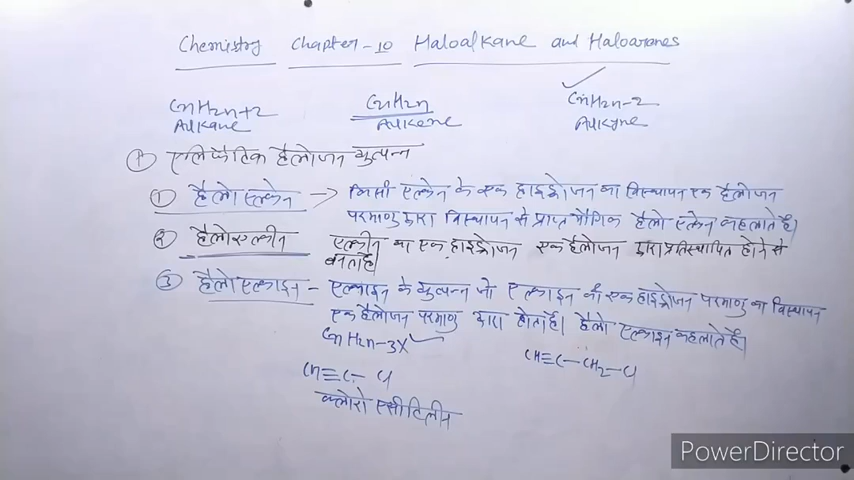 Chemistry Chapter-10 Haloalkane and Haloarenes
CnH2n+2 CnH2n CnH2n-2
Alkane Alkene Alkyne
एलिफैटिक हैलोजन व्युत्पन्न
① हैलो एल्केन → किसी एल्केन के एक हाइड्रोजन का विस्थापन एक हैलोजन
परमाणु द्वारा विस्थापन से प्राप्त यौगिक हैलो एल्केन कहलाते हैं।
② हैलोएल्कीन एल्कीन का एक हाइड्रोजन एक हैलोजन द्वारा प्रतिस्थापित होने से
बनता है।
③ हैलोएल्काइन - एल्काइन के व्युत्पन्न जो एल्काइन की एक हाइड्रोजन परमाणु का विस्थापन
एक हैलोजन परमाणु द्वारा होता है। हैलो एल्काइन कहलाते हैं।
CnH2n-3X
CH≡C-CH2-Cl
CH≡C-Cl
क्लोरो एसीटिलीन
PowerDirector